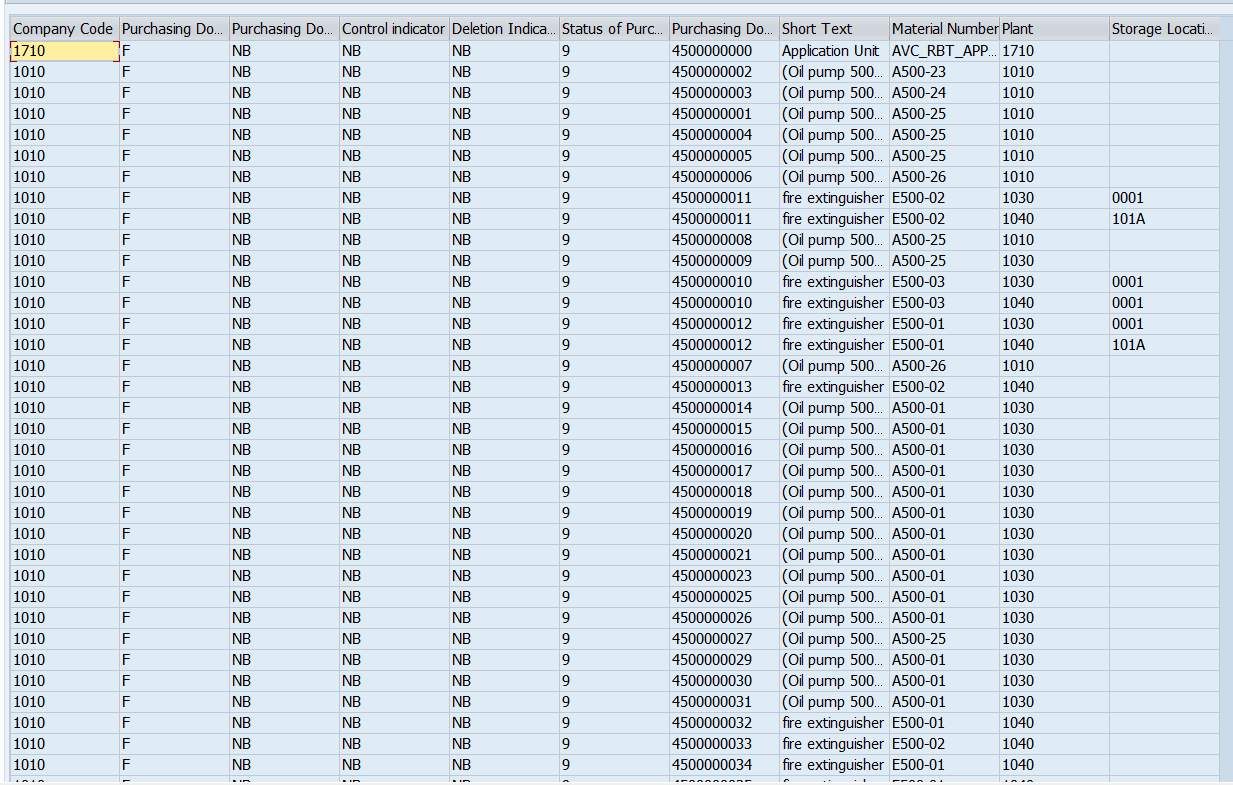 Company Code Purchasing Do... Purchasing Do... Control indicator Deletion Indica... Status of Purc... Purchasing Do... Short Text Material Number Plant Storage Locati...
1710 F NB NB NB 9 4500000000 Application Unit AVC_RBT_APP... 1710
1010 F NB NB NB 9 4500000002 (Oil pump 500... A500-23 1010
1010 F NB NB NB 9 4500000003 (Oil pump 500... A500-24 1010
1010 F NB NB NB 9 4500000001 (Oil pump 500... A500-25 1010
1010 F NB NB NB 9 4500000004 (Oil pump 500... A500-25 1010
1010 F NB NB NB 9 4500000005 (Oil pump 500... A500-25 1010
1010 F NB NB NB 9 4500000006 (Oil pump 500... A500-26 1010
1010 F NB NB NB 9 4500000011 fire extinguisher E500-02 1030 0001
1010 F NB NB NB 9 4500000011 fire extinguisher E500-02 1040 101A
1010 F NB NB NB 9 4500000008 (Oil pump 500... A500-25 1010
1010 F NB NB NB 9 4500000009 (Oil pump 500... A500-25 1030
1010 F NB NB NB 9 4500000010 fire extinguisher E500-03 1030 0001
1010 F NB NB NB 9 4500000010 fire extinguisher E500-03 1040 0001
1010 F NB NB NB 9 4500000012 fire extinguisher E500-01 1030 0001
1010 F NB NB NB 9 4500000012 fire extinguisher E500-01 1040 101A
1010 F NB NB NB 9 4500000007 (Oil pump 500... A500-26 1010
1010 F NB NB NB 9 4500000013 fire extinguisher E500-02 1040
1010 F NB NB NB 9 4500000014 (Oil pump 500... A500-01 1030
1010 F NB NB NB 9 4500000015 (Oil pump 500... A500-01 1030
1010 F NB NB NB 9 4500000016 (Oil pump 500... A500-01 1030
1010 F NB NB NB 9 4500000017 (Oil pump 500... A500-01 1030
1010 F NB NB NB 9 4500000018 (Oil pump 500... A500-01 1030
1010 F NB NB NB 9 4500000019 (Oil pump 500... A500-01 1030
1010 F NB NB NB 9 4500000020 (Oil pump 500... A500-01 1030
1010 F NB NB NB 9 4500000021 (Oil pump 500... A500-01 1030
1010 F NB NB NB 9 4500000023 (Oil pump 500... A500-01 1030
1010 F NB NB NB 9 4500000025 (Oil pump 500... A500-01 1030
1010 F NB NB NB 9 4500000026 (Oil pump 500... A500-01 1030
1010 F NB NB NB 9 4500000027 (Oil pump 500... A500-25 1030
1010 F NB NB NB 9 4500000029 (Oil pump 500... A500-01 1030
1010 F NB NB NB 9 4500000030 (Oil pump 500... A500-01 1030
1010 F NB NB NB 9 4500000031 (Oil pump 500... A500-01 1030
1010 F NB NB NB 9 4500000032 fire extinguisher E500-01 1040
1010 F NB NB NB 9 4500000033 fire extinguisher E500-02 1040
1010 F NB NB NB 9 4500000034 fire extinguisher E500-01 1040